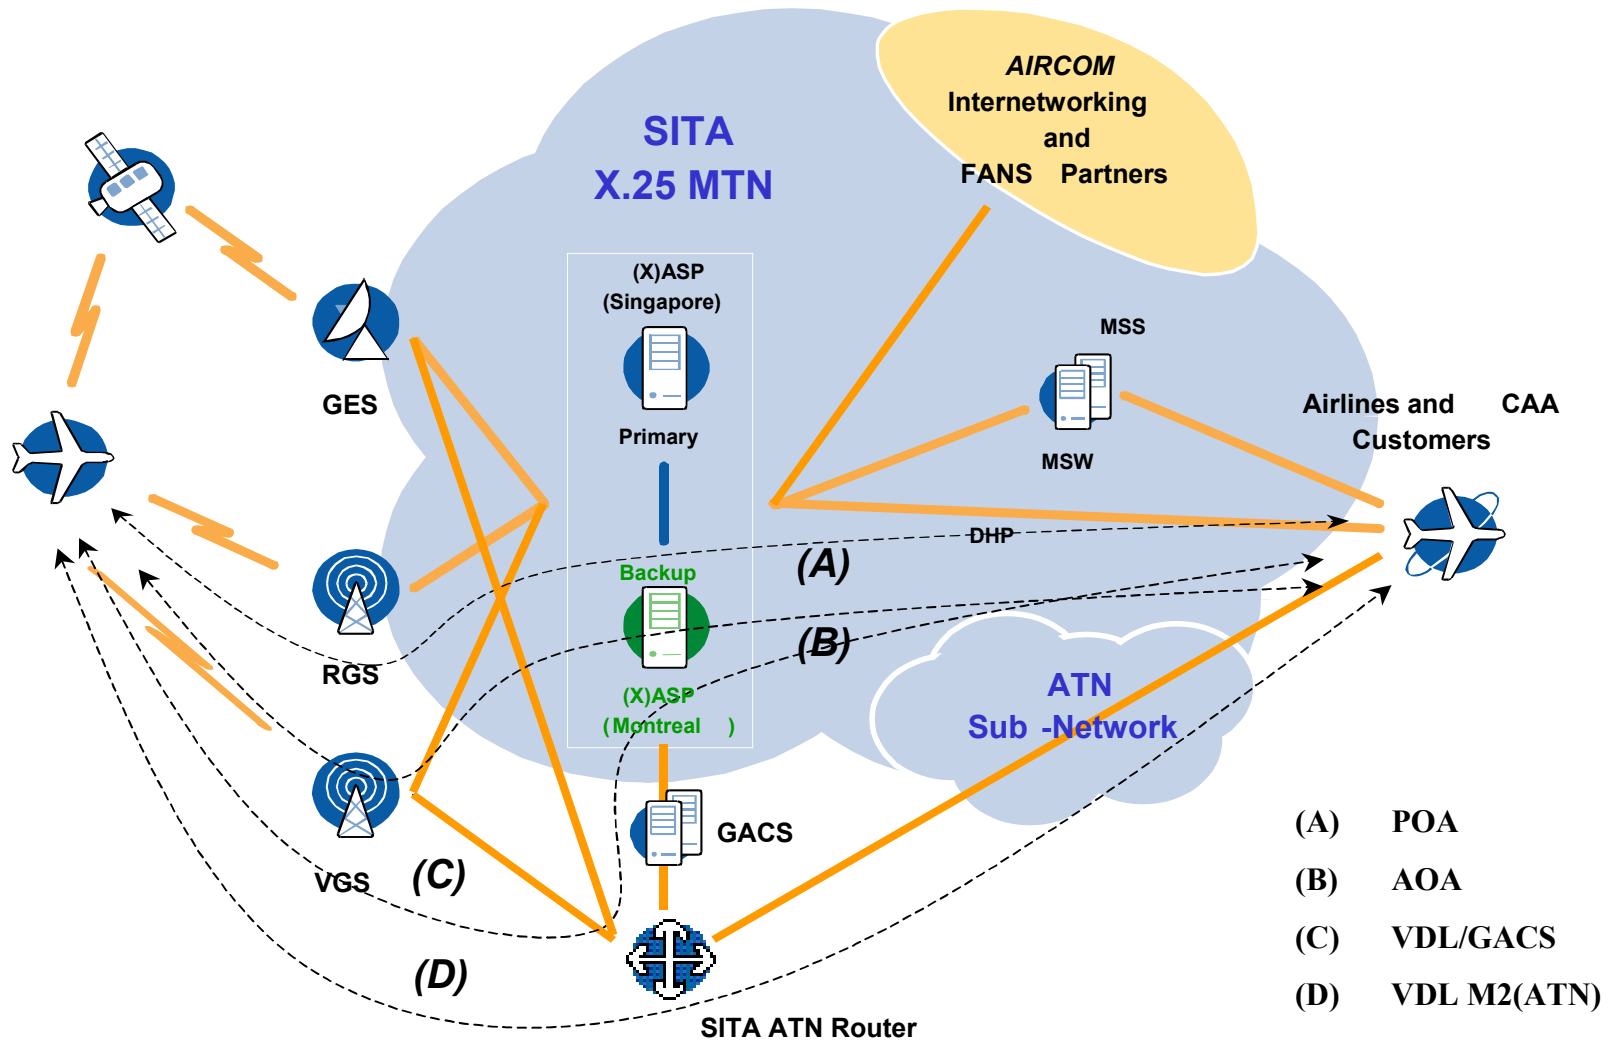 AIRCOM
Internetworking
and
FANS Partners
SITA
X.25 MTN
(X)ASP
(Singapore)
Primary
Backup
(X)ASP
(Montreal )
GES
RGS
VGS
MSS
MSW
DHP
Airlines and CAA
Customers
(A)
(B)
(C)
(D)
ATN
Sub -Network
GACS
SITA ATN Router
(A) POA
(B) AOA
(C) VDL/GACS
(D) VDL M2(ATN)